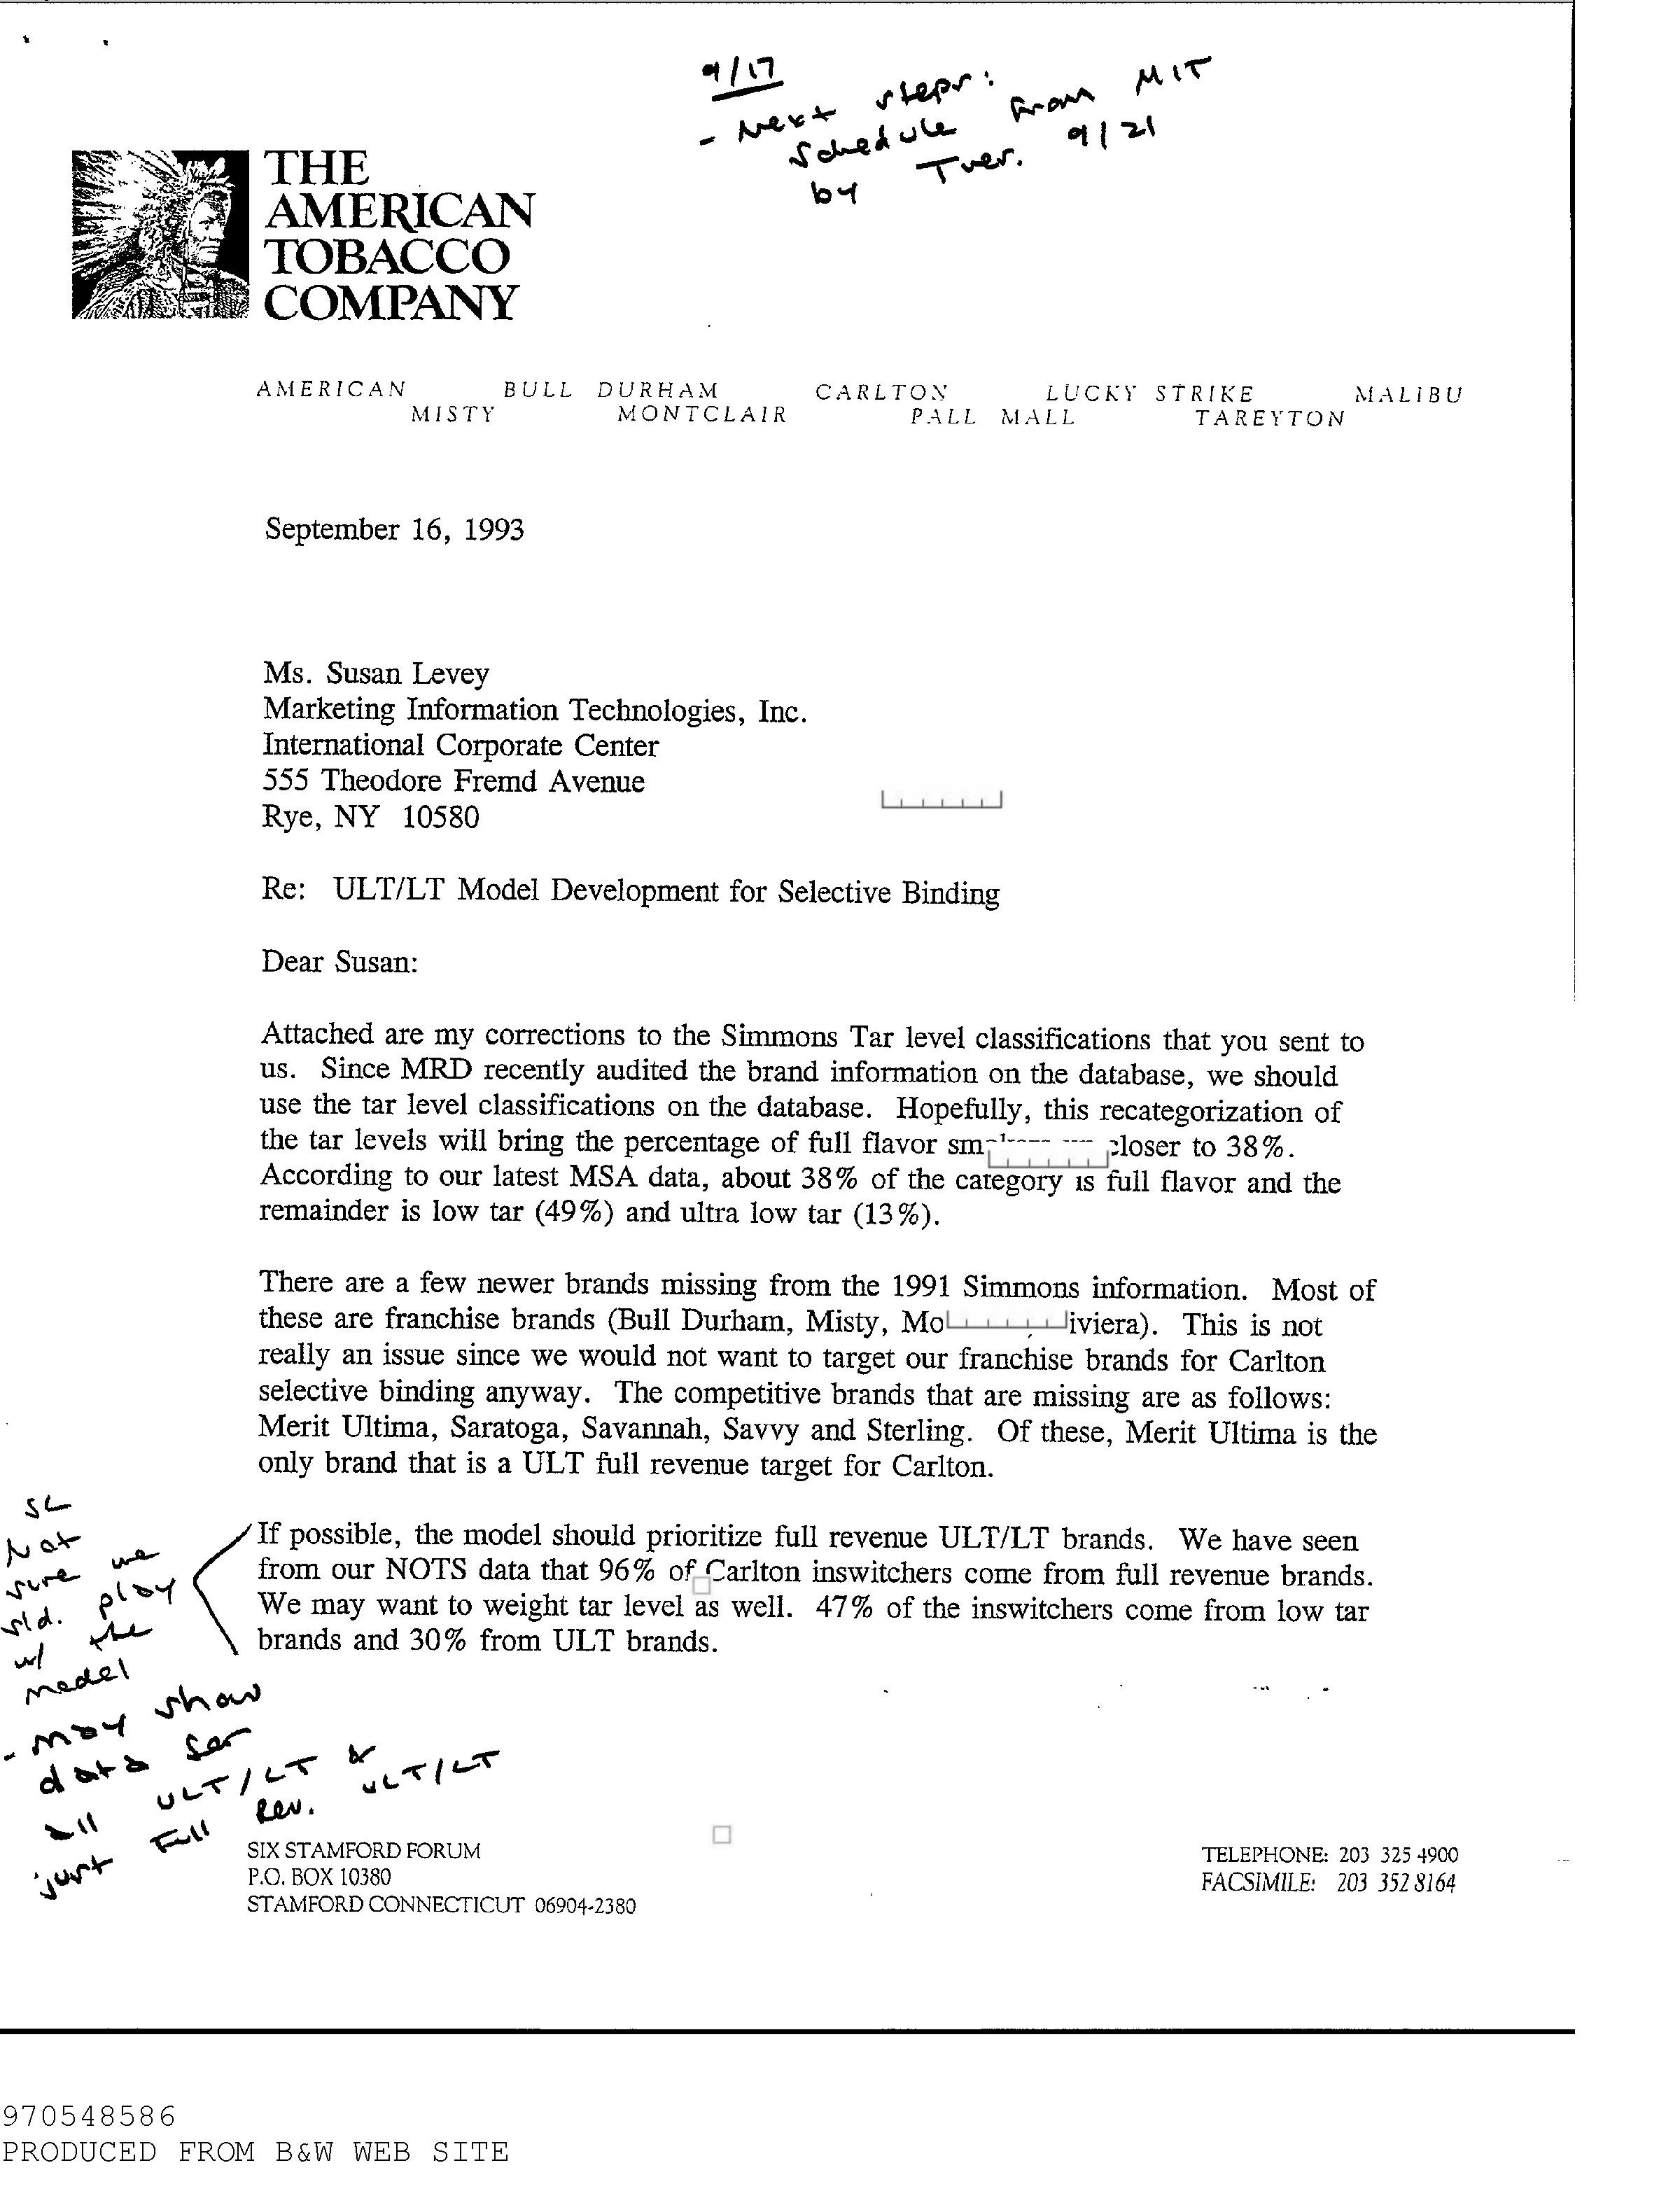 9/17
- Next steps:
Schedule from MIT
by Tues. 9/21
THE
AMERICAN
TOBACCO
COMPANY
AMERICAN BULL DURHAM CARLTON LUCKY STRIKE MALIBU
MISTY MONTCLAIR PALL MALL TAREYTON
September 16, 1993
Ms. Susan Levey
Marketing Information Technologies, Inc.
International Corporate Center
555 Theodore Fremd Avenue
Rye, NY 10580
Re: ULT/LT Model Development for Selective Binding
Dear Susan:
Attached are my corrections to the Simmons Tar level classifications that you sent to
us. Since MRD recently audited the brand information on the database, we should
use the tar level classifications on the database. Hopefully, this recategorization of
the tar levels will bring the percentage of full flavor closer to 38%.
According to our latest MSA data, about 38% of the category is full flavor and the
remainder is low tar (49%) and ultra low tar (13%).
There are a few newer brands missing from the 1991 Simmons information. Most of
these are franchise brands (Bull Durham, Misty, This is not
really an issue since we would not want to target our franchise brands for Carlton
selective binding anyway. The competitive brands that are missing are as follows:
Merit Ultima, Saratoga, Savannah, Savvy and Sterling. Of these, Merit Ultima is the
only brand that is a ULT full revenue target for Carlton.
If possible, the model should prioritize full revenue ULT/LT brands. We have seen
from our NOTS data that 96% of Carlton inswitchers come from full revenue brands.
We may want to weight tar level as well. 47% of the inswitchers come from low tar
brands and 30% from ULT brands.
SL
Not
sure we
sld. play
w/ the
model
- may show
data for
all ULT/LT &
just Full Rev. ULT/LT
SIX STAMFORD FORUM
P.O. BOX 10380
STAMFORD CONNECTICUT 06904-2380
TELEPHONE: 203 325 4900
FACSIMILE: 203 352 8164
970548586
PRODUCED FROM B&W WEB SITE